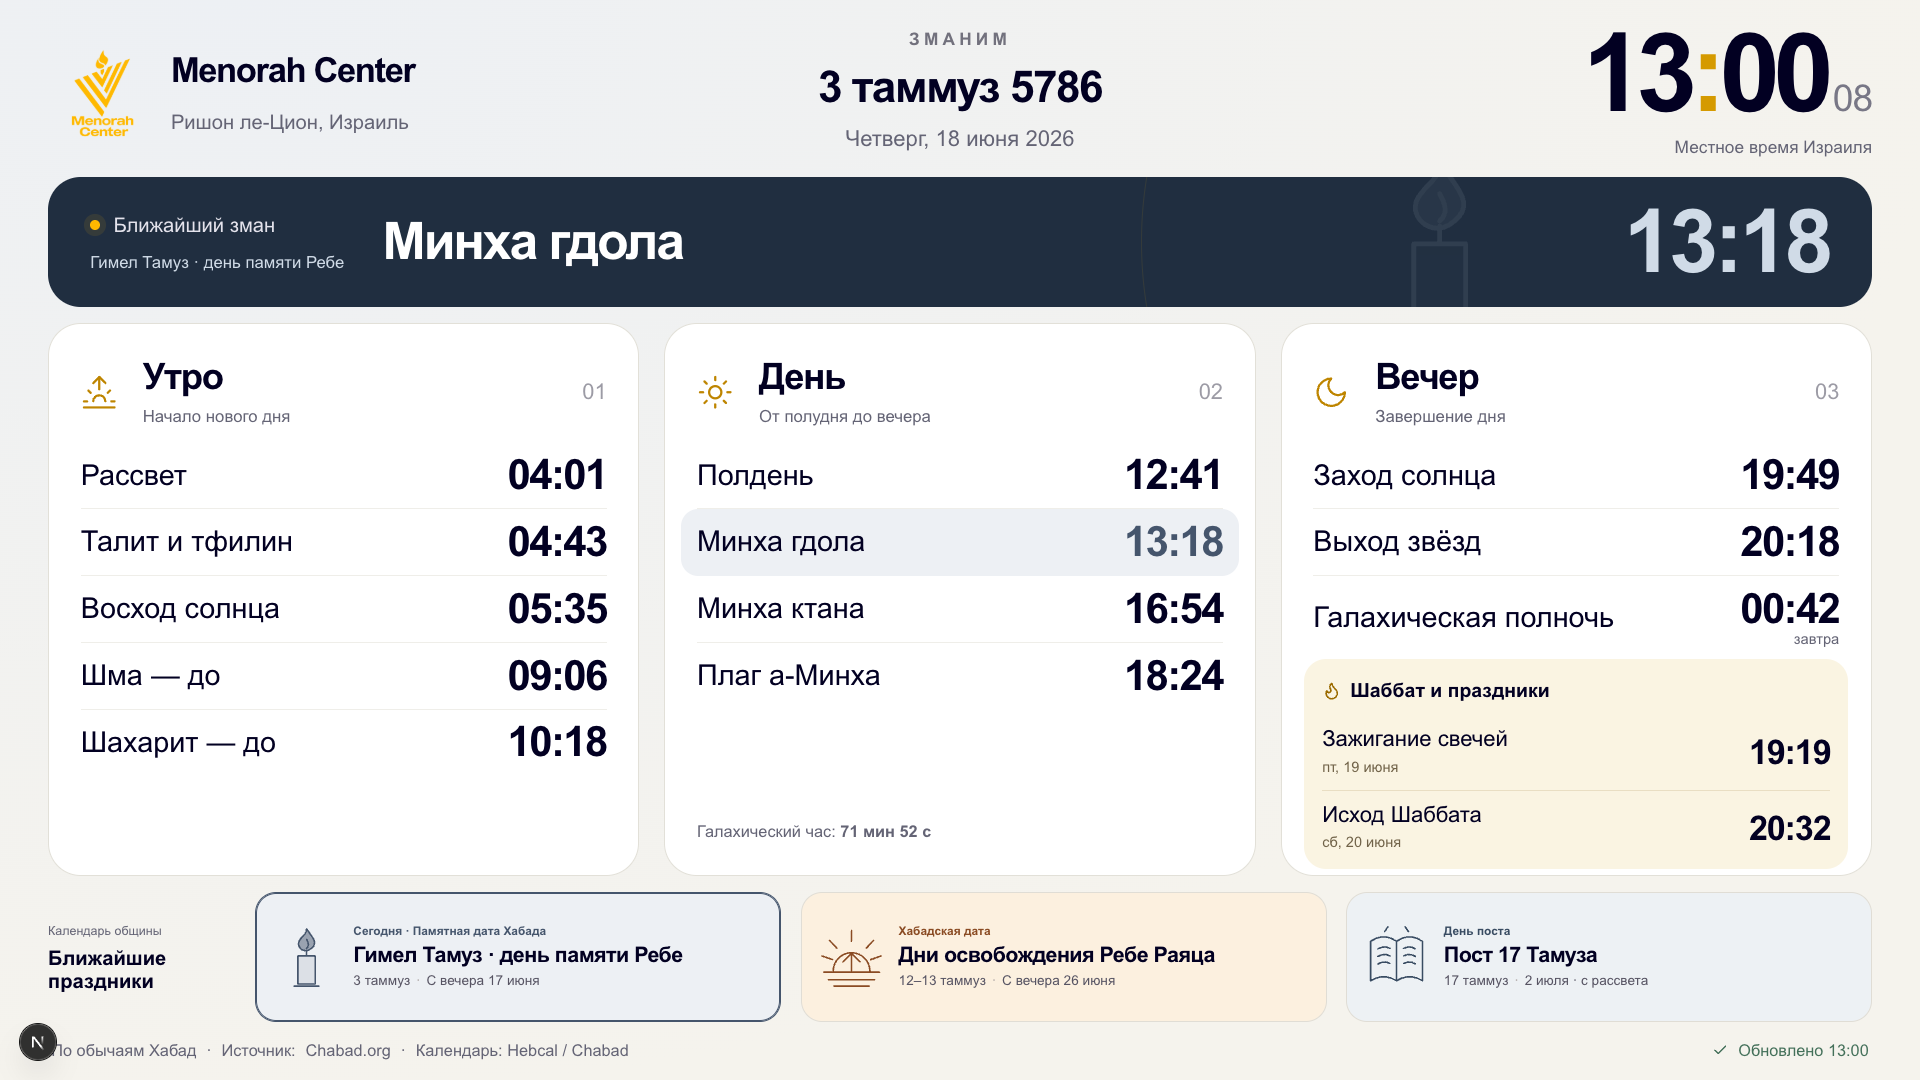 Menorah
Center
Menorah Center
Ришон ле-Цион, Израиль
ЗМАНИМ
3 таммуз 5786
Четверг, 18 июня 2026
13:00 08
Местное время Израиля
Ближайший зман
Гимел Тамуз · день памяти Ребе
Минха гдола
13:18
Утро
Начало нового дня
01
Рассвет 04:01
Талит и тфилин 04:43
Восход солнца 05:35
Шма — до 09:06
Шахарит — до 10:18
День
От полудня до вечера
02
Полдень 12:41
Минха гдола 13:18
Минха ктана 16:54
Плаг а-Минха 18:24
Галахический час: 71 мин 52 с
Вечер
Завершение дня
03
Заход солнца 19:49
Выход звёзд 20:18
Галахическая полночь 00:42
завтра
Шаббат и праздники
Зажигание свечей
пт, 19 июня
19:19
Исход Шаббата
сб, 20 июня
20:32
Календарь общины
Ближайшие
праздники
Сегодня · Памятная дата Хабада
Гимел Тамуз · день памяти Ребе
3 таммуз · С вечера 17 июня
Хабадская дата
Дни освобождения Ребе Раяца
12–13 таммуз · С вечера 26 июня
День поста
Пост 17 Тамуза
17 таммуз · 2 июля · с рассвета
N
По обычаям Хабад · Источник: Chabad.org · Календарь: Hebcal / Chabad
Обновлено 13:00